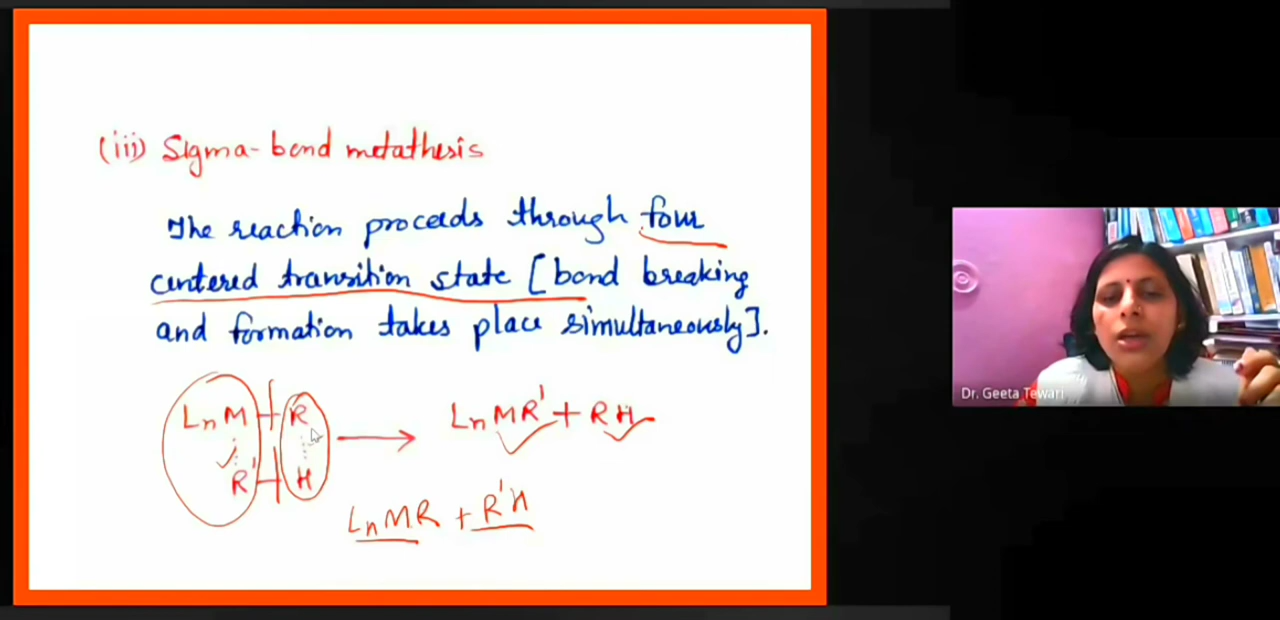 (iii) Sigma-bond metathesis
The reaction proceeds through four
centered transition state [bond breaking
and formation takes place simultaneously].
LnM R
R' H
LnMR' + RH
LnMR + R'H
Dr. Geeta Tewari